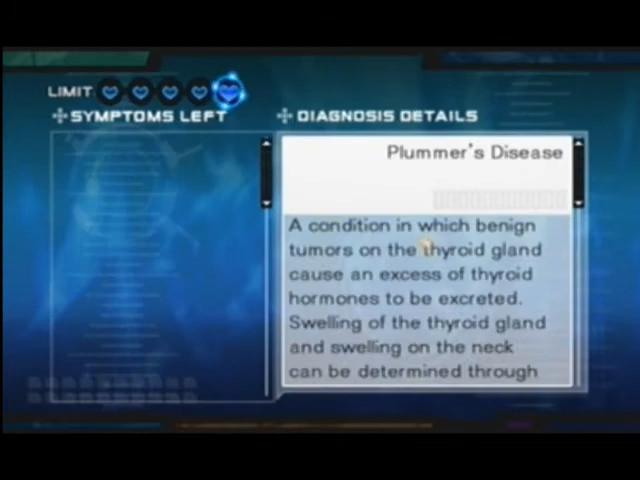 LIMIT
SYMPTOMS LEFT
DIAGNOSIS DETAILS
Plummer's Disease
A condition in which benign
tumors on the thyroid gland
cause an excess of thyroid
hormones to be excreted.
Swelling of the thyroid gland
and swelling on the neck
can be determined through